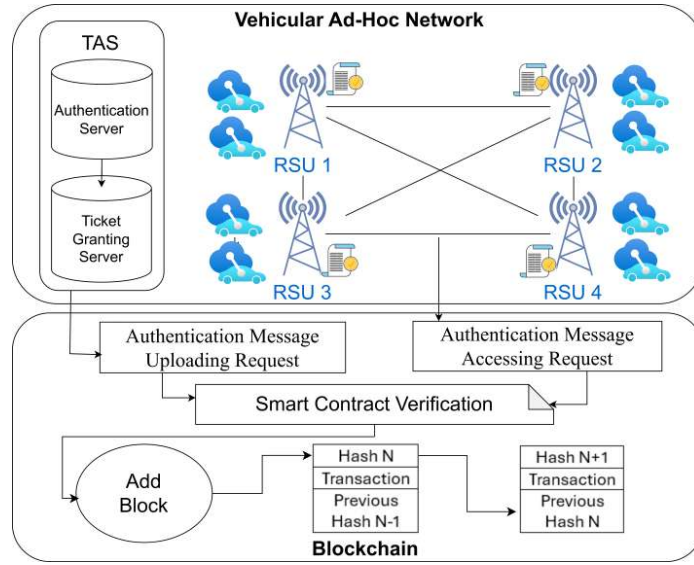 Vehicular Ad-Hoc Network
TAS
Authentication
Server
Ticket
Granting
Server
RSU 1
RSU 2
RSU 3
RSU 4
Authentication Message
Uploading Request
Authentication Message
Accessing Request
Smart Contract Verification
Add
Block
Hash N
Transaction
Previous
Hash N-1
Hash N+1
Transaction
Previous
Hash N
Blockchain